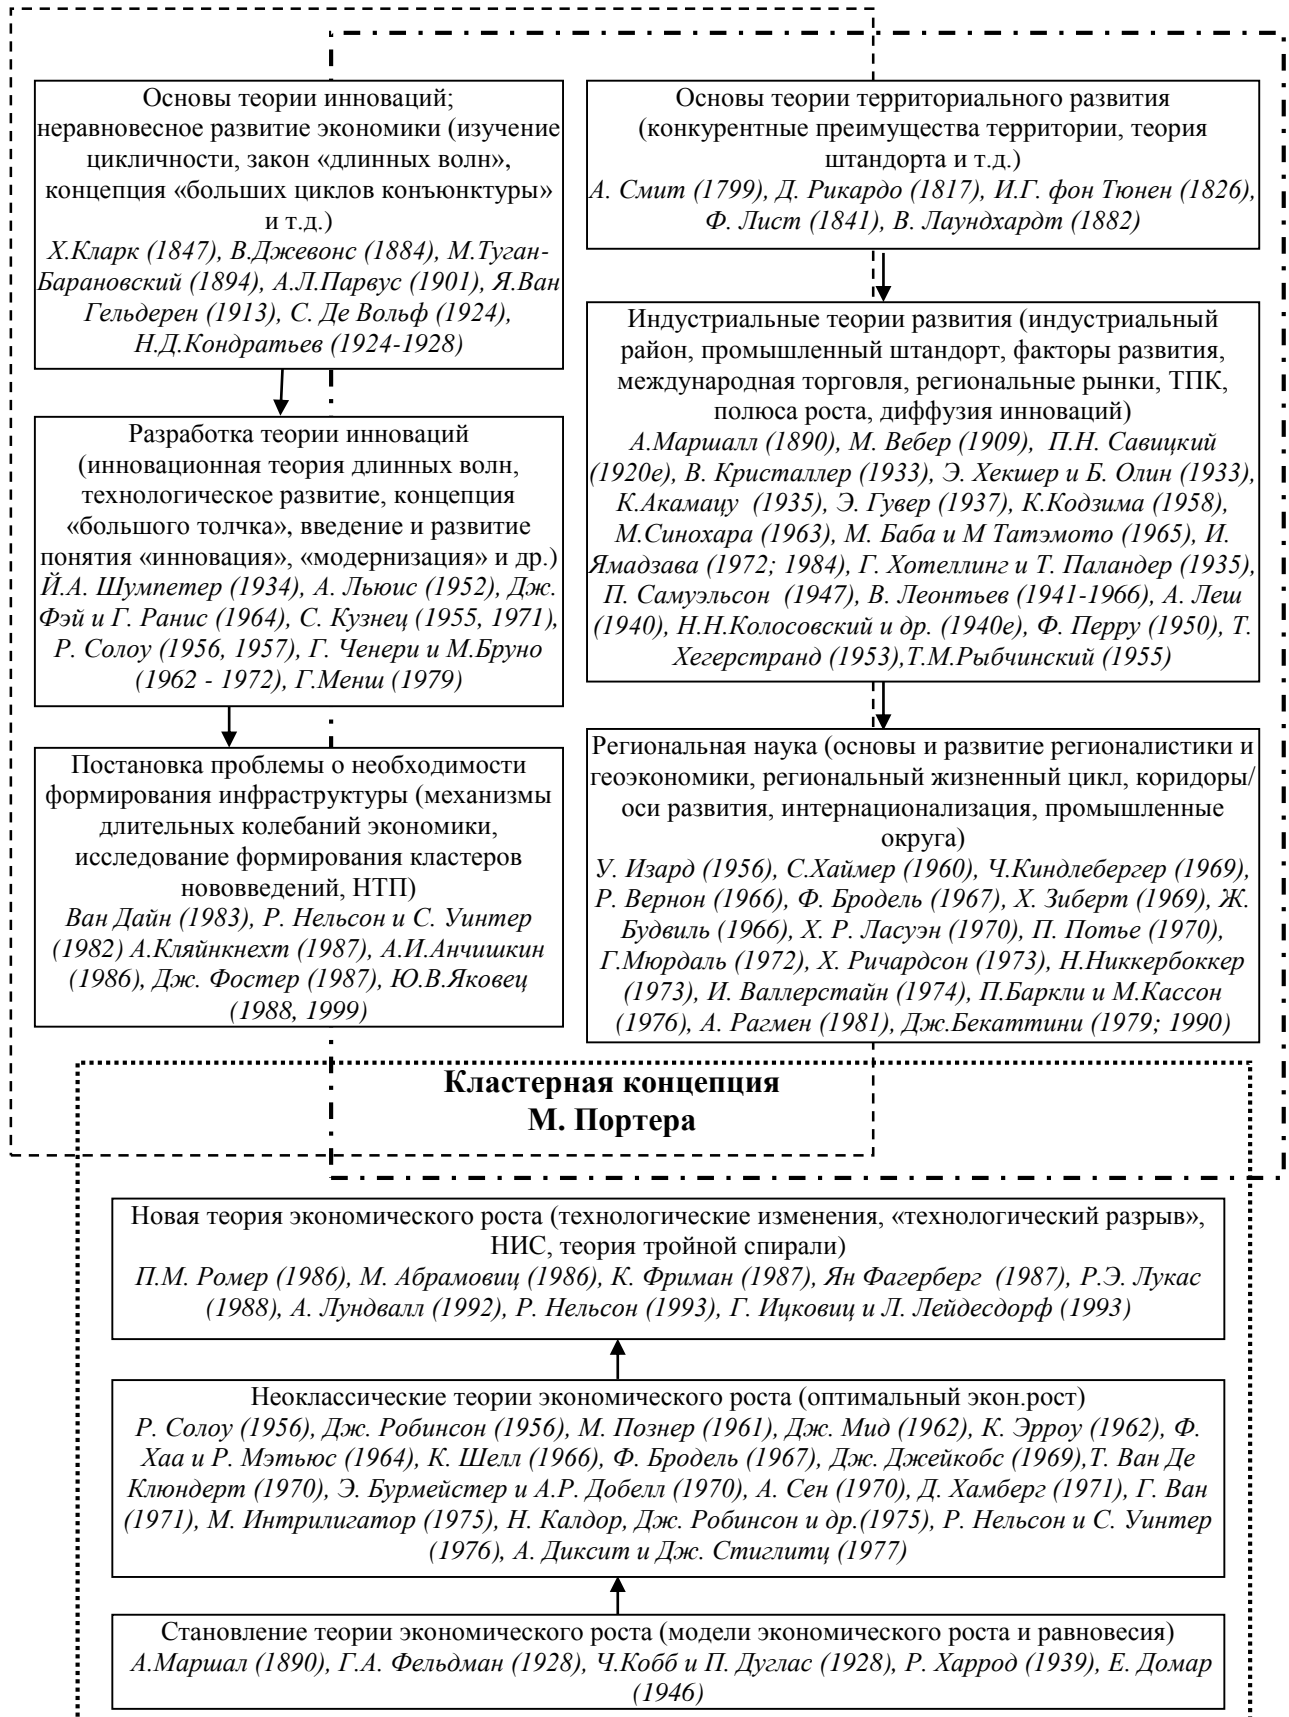 Основы теории инноваций;
неравновесное развитие экономики (изучение
цикличности, закон «длинных волн»,
концепция «больших циклов конъюнктуры»
и т.д.)
Х.Кларк (1847), В.Джевонс (1884), М.Туган-
Барановский (1894), А.Л.Парвус (1901), Я.Ван
Гельдерен (1913), С. Де Вольф (1924),
Н.Д.Кондратьев (1924-1928)
Разработка теории инноваций
(инновационная теория длинных волн,
технологическое развитие, концепция
«большого толчка», введение и развитие
понятия «инновация», «модернизация» и др.)
Й.А. Шумпетер (1934), А. Льюис (1952), Дж.
Фэй и Г. Ранис (1964), С. Кузнец (1955, 1971),
Р. Солоу (1956, 1957), Г. Ченери и М.Бруно
(1962 - 1972), Г.Менш (1979)
Постановка проблемы о необходимости
формирования инфраструктуры (механизмы
длительных колебаний экономики,
исследование формирования кластеров
нововведений, НТП)
Ван Дайн (1983), Р. Нельсон и С. Уинтер
(1982) А.Кляйнкнехт (1987), А.И.Анчишкин
(1986), Дж. Фостер (1987), Ю.В.Яковец
(1988, 1999)
Основы теории территориального развития
(конкурентные преимущества территории, теория
штандорта и т.д.)
А. Смит (1799), Д. Рикардо (1817), И.Г. фон Тюнен (1826),
Ф. Лист (1841), В. Лаундхардт (1882)
Индустриальные теории развития (индустриальный
район, промышленный штандорт, факторы развития,
международная торговля, региональные рынки, ТПК,
полюса роста, диффузия инноваций)
А.Маршалл (1890), М. Вебер (1909), П.Н. Савицкий
(1920е), В. Кристаллер (1933), Э. Хекшер и Б. Олин (1933),
К.Акамацу (1935), Э. Гувер (1937), К.Кодзима (1958),
М.Синохара (1963), М. Баба и М Татэмото (1965), И.
Ямадзава (1972; 1984), Г. Хотеллинг и Т. Паландер (1935),
П. Самуэльсон (1947), В. Леонтьев (1941-1966), А. Леш
(1940), Н.Н.Колосовский и др. (1940е), Ф. Перру (1950), Т.
Хегерстранд (1953),Т.М.Рыбчинский (1955)
Региональная наука (основы и развитие регионалистики и
геоэкономики, региональный жизненный цикл, коридоры/
оси развития, интернационализация, промышленные
округа)
У. Изард (1956), С.Хаймер (1960), Ч.Киндлебергер (1969),
Р. Вернон (1966), Ф. Бродель (1967), Х. Зиберт (1969), Ж.
Будвиль (1966), Х. Р. Ласуэн (1970), П. Потье (1970),
Г.Мюрдаль (1972), Х. Ричардсон (1973), Н.Никкербоккер
(1973), И. Валлерстайн (1974), П.Баркли и М.Кассон
(1976), А. Рагмен (1981), Дж.Бекаттини (1979; 1990)
Кластерная концепция
М. Портера
Новая теория экономического роста (технологические изменения, «технологический разрыв»,
НИС, теория тройной спирали)
П.М. Ромер (1986), М. Абрамовиц (1986), К. Фриман (1987), Ян Фагерберг (1987), Р.Э. Лукас
(1988), А. Лундвалл (1992), Р. Нельсон (1993), Г. Ицковиц и Л. Лейдесдорф (1993)
Неоклассические теории экономического роста (оптимальный экон.рост)
Р. Солоу (1956), Дж. Робинсон (1956), М. Познер (1961), Дж. Мид (1962), К. Эрроу (1962), Ф.
Хаа и Р. Мэтьюс (1964), К. Шелл (1966), Ф. Бродель (1967), Дж. Джейкобс (1969),Т. Ван Де
Клюндерт (1970), Э. Бурмейстер и А.Р. Добелл (1970), А. Сен (1970), Д. Хамберг (1971), Г. Ван
(1971), М. Интрилигатор (1975), Н. Калдор, Дж. Робинсон и др.(1975), Р. Нельсон и С. Уинтер
(1976), А. Диксит и Дж. Стиглитц (1977)
Становление теории экономического роста (модели экономического роста и равновесия)
А.Маршал (1890), Г.А. Фельдман (1928), Ч.Кобб и П. Дуглас (1928), Р. Харрод (1939), Е. Домар
(1946)